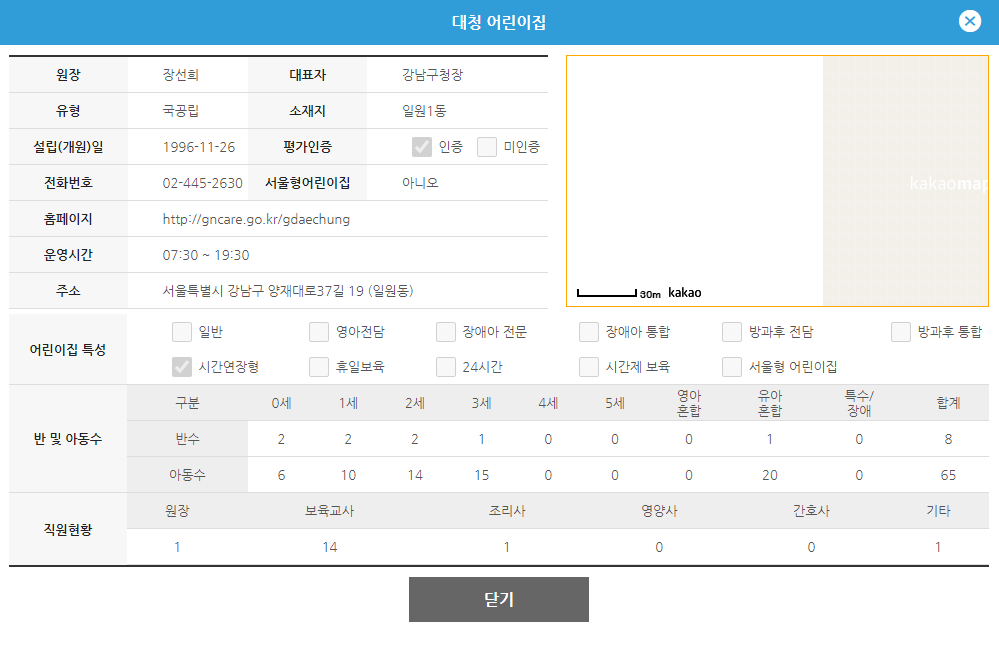 대청 어린이집
원장 장선희 대표자 강남구청장
유형 국공립 소재지 일원1동
설립(개원)일 1996-11-26 평가인증 인증 미인증
전화번호 02-445-2630 서울형어린이집 아니오
홈페이지 http://gncare.go.kr/gdaechung
운영시간 07:30 ~ 19:30
주소 서울특별시 강남구 양재대로37길 19 (일원동)
kakaomap
30m kakao
어린이집 특성 일반 영아전담 장애아 전문 장애아 통합 방과후 전담 방과후 통합
시간연장형 휴일보육 24시간 시간제 보육 서울형 어린이집
반 및 아동수 구분 0세 1세 2세 3세 4세 5세 영아 혼합 유아 혼합 특수/ 장애 합계
반수 2 2 2 1 0 0 0 1 0 8
아동수 6 10 14 15 0 0 0 20 0 65
직원현황 원장 보육교사 조리사 영양사 간호사 기타
1 14 1 0 0 1
닫기